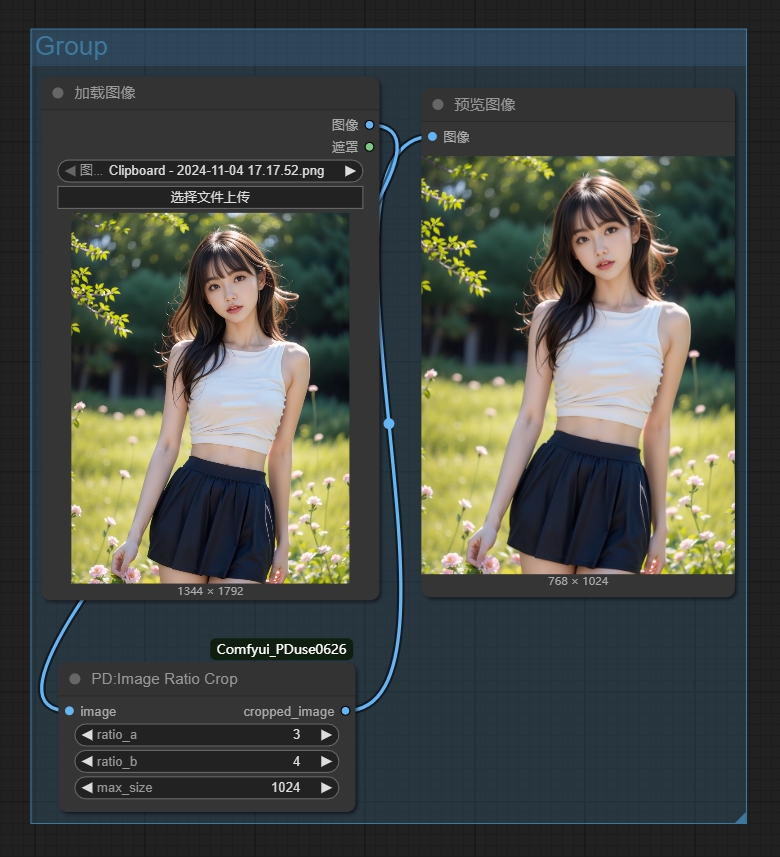 Group
加载图像
图像
遮罩
图... Clipboard - 2024-11-04 17.17.52.png
选择文件上传
1344 × 1792
预览图像
图像
768 × 1024
Comfyui_PDuse0626
PD:Image Ratio Crop
image cropped_image
ratio_a 3
ratio_b 4
max_size 1024